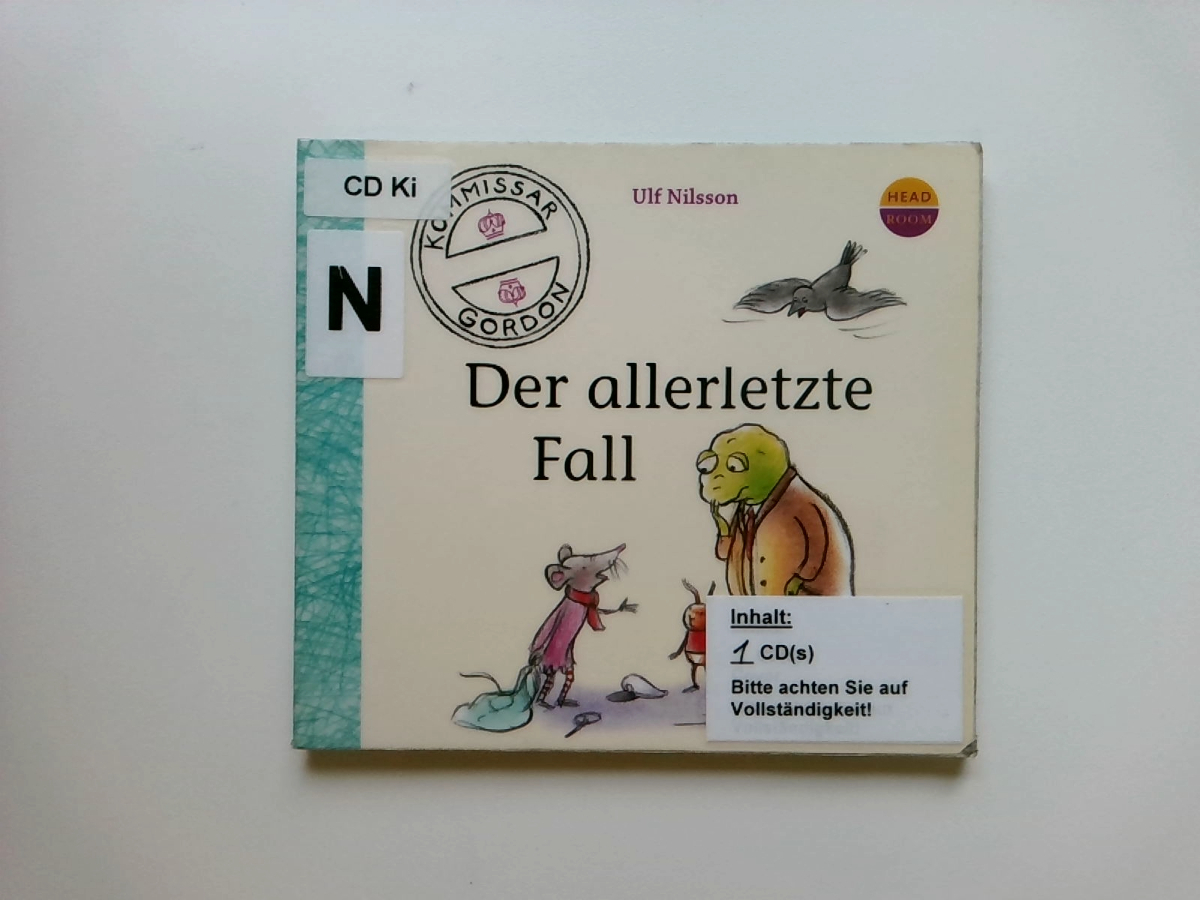 CD Ki
N
KOMMISSAR
GORDON
Ulf Nilsson
HEAD
ROOM
Der allerletzte
Fall
Inhalt:
1 CD(s)
Bitte achten Sie auf
Vollständigkeit!